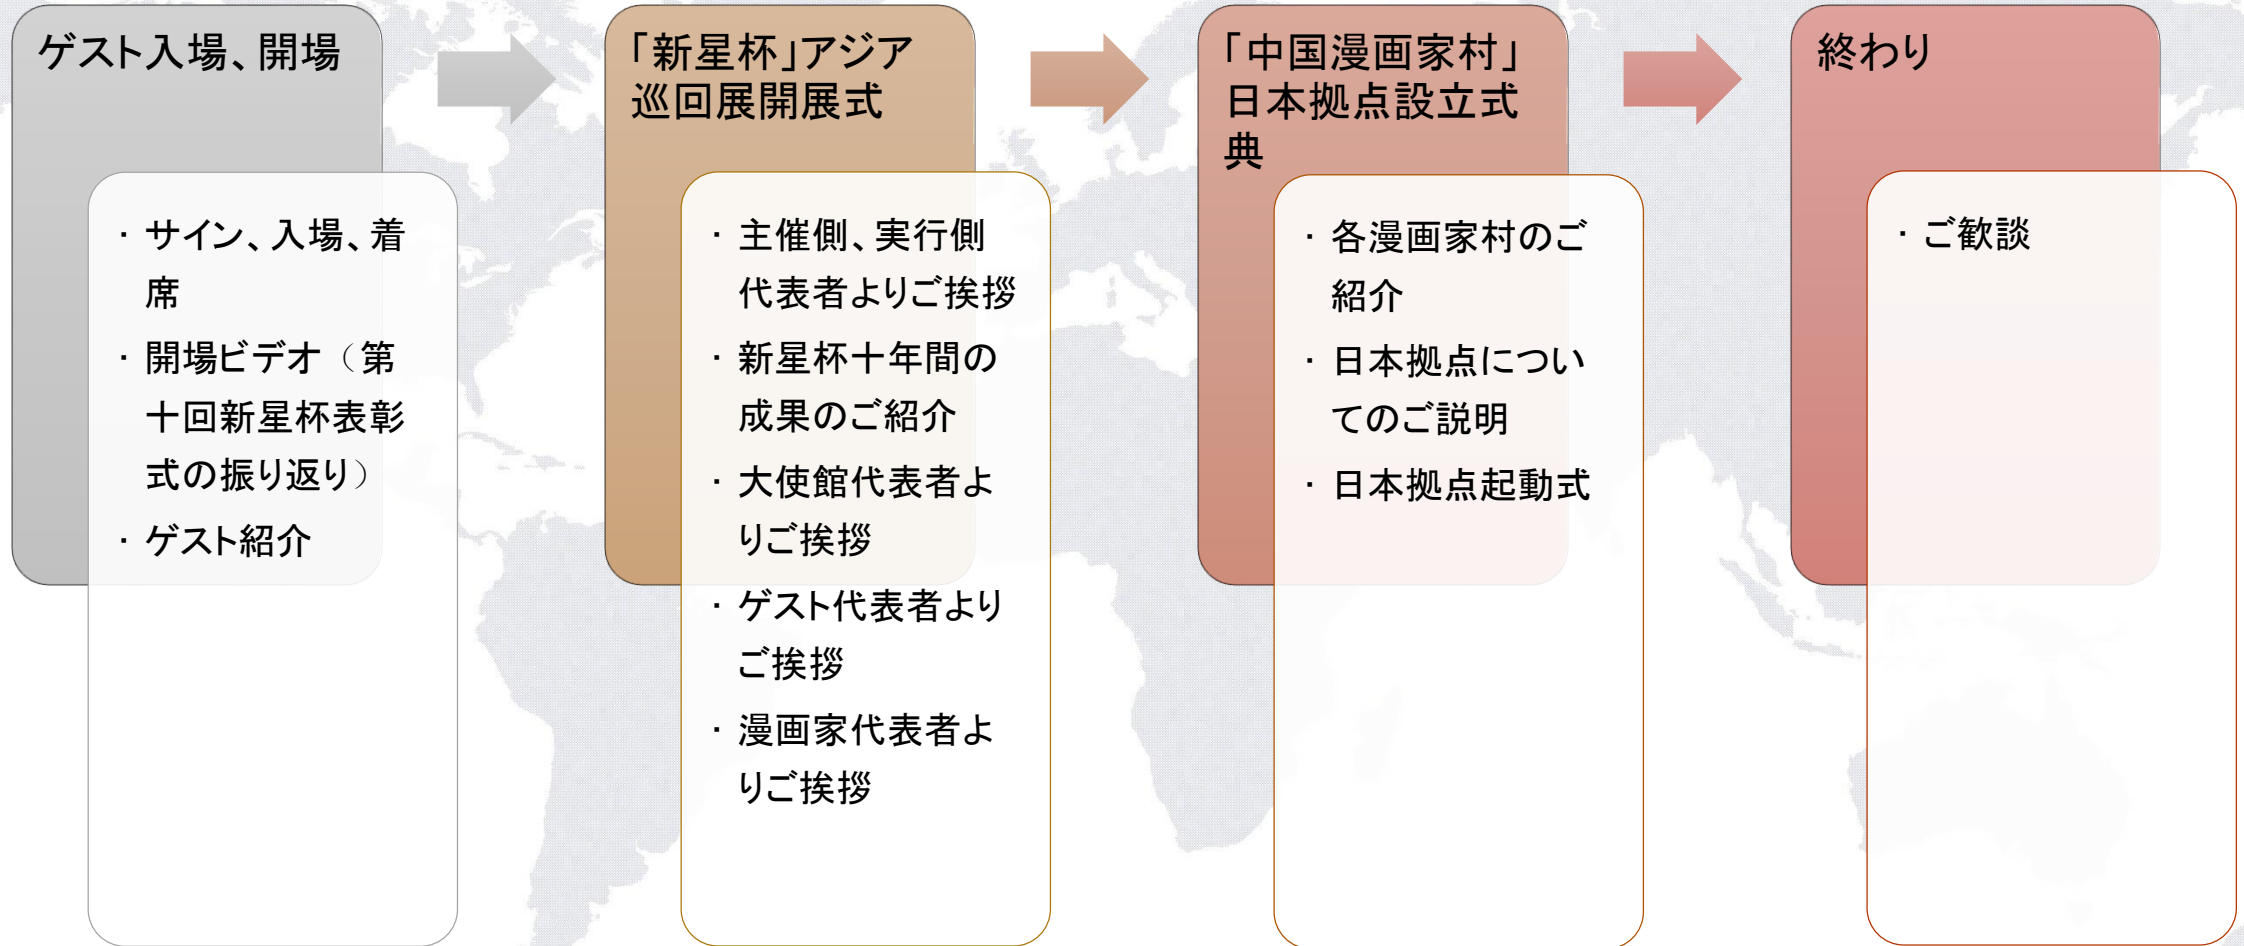 ゲスト入場、開場
・サイン、入場、着
席
・開場ビデオ（第
十回新星杯表彰
式の振り返り）
・ゲスト紹介
「新星杯」アジア
巡回展開展式
・主催側、実行側
代表者よりご挨拶
・新星杯十年間の
成果のご紹介
・大使館代表者よ
りご挨拶
・ゲスト代表者より
ご挨拶
・漫画家代表者よ
りご挨拶
「中国漫画家村」
日本拠点設立式
典
・各漫画家村のご
紹介
・日本拠点につい
てのご説明
・日本拠点起動式
終わり
・ご歓談